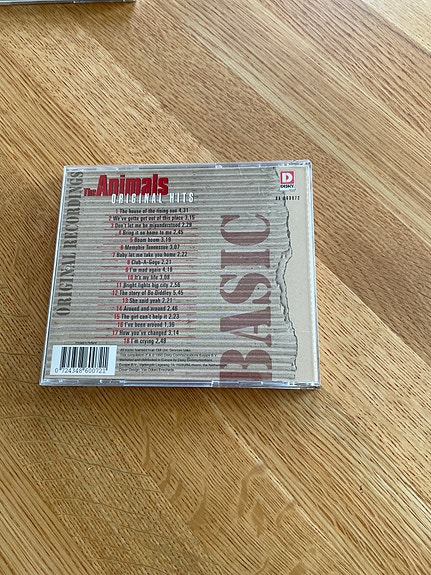 ORIGINAL RECORDINGS
The Animals
ORIGINAL HITS
D
DISKY
1 The house of the rising sun 4,31
2 We've gotta get out of this place 3,15
3 Don't let me be misunderstood 2,29
4 Bring it on home to me 2,45
5 Boom boom 3,19
6 Memphis Tennessee 3,07
7 Baby let me take you home 2,22
8 Club-A-Gogo 2,21
9 I'm mad again 4,18
10 It's my life 3,08
11 Bright lights big city 2,56
12 The story of Bo Diddley 5,45
13 She said yeah 2,21
14 Around and around 2,46
15 The girl can't help it 2,23
16 I've been around 1,36
17 How you've changed 3,14
18 I'm crying 2,48
BASIC
0 724348 600721